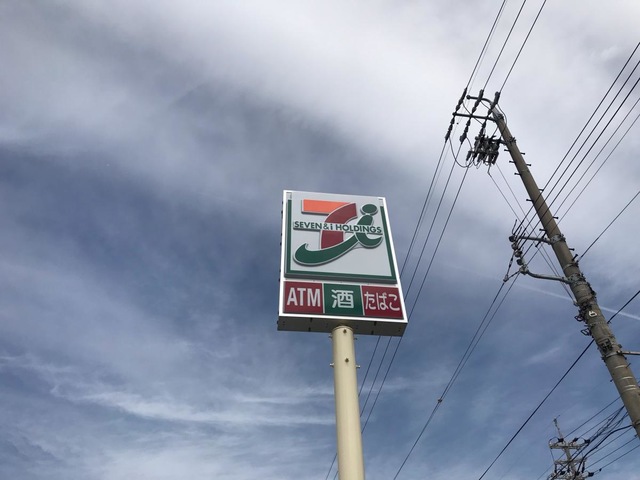 SEVEN & i HOLDINGS
ATM 酒 たばこ